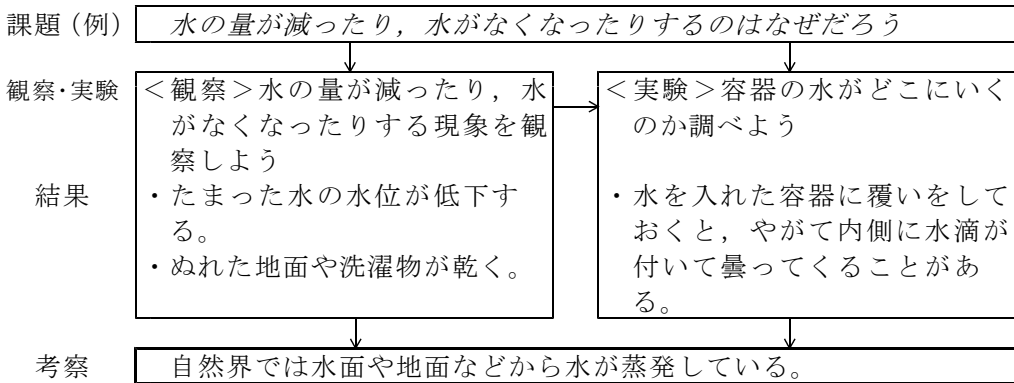 課題（例） 水の量が減ったり，水がなくなったりするのはなぜだろう
観察・実験
＜観察＞水の量が減ったり，水
がなくなったりする現象を観
察しよう
結果
・たまった水の水位が低下す
る。
・ぬれた地面や洗濯物が乾く。
＜実験＞容器の水がどこにいく
のか調べよう
・水を入れた容器に覆いをして
おくと，やがて内側に水滴が
付いて曇ってくることがあ
る。
考察 自然界では水面や地面などから水が蒸発している。